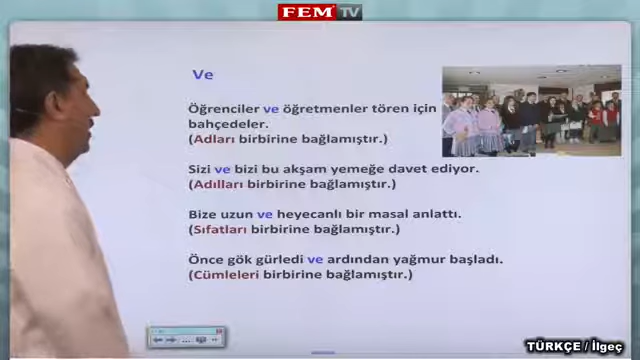 FEM TV
Ve
Öğrenciler ve öğretmenler tören için
bahçedeler.
(Adları birbirine bağlamıştır.)
Sizi ve bizi bu akşam yemeğe davet ediyor.
(Adılları birbirine bağlamıştır.)
Bize uzun ve heyecanlı bir masal anlattı.
(Sıfatları birbirine bağlamıştır.)
Önce gök gürledi ve ardından yağmur başladı.
(Cümleleri birbirine bağlamıştır.)
TÜRKÇE / İlgeç